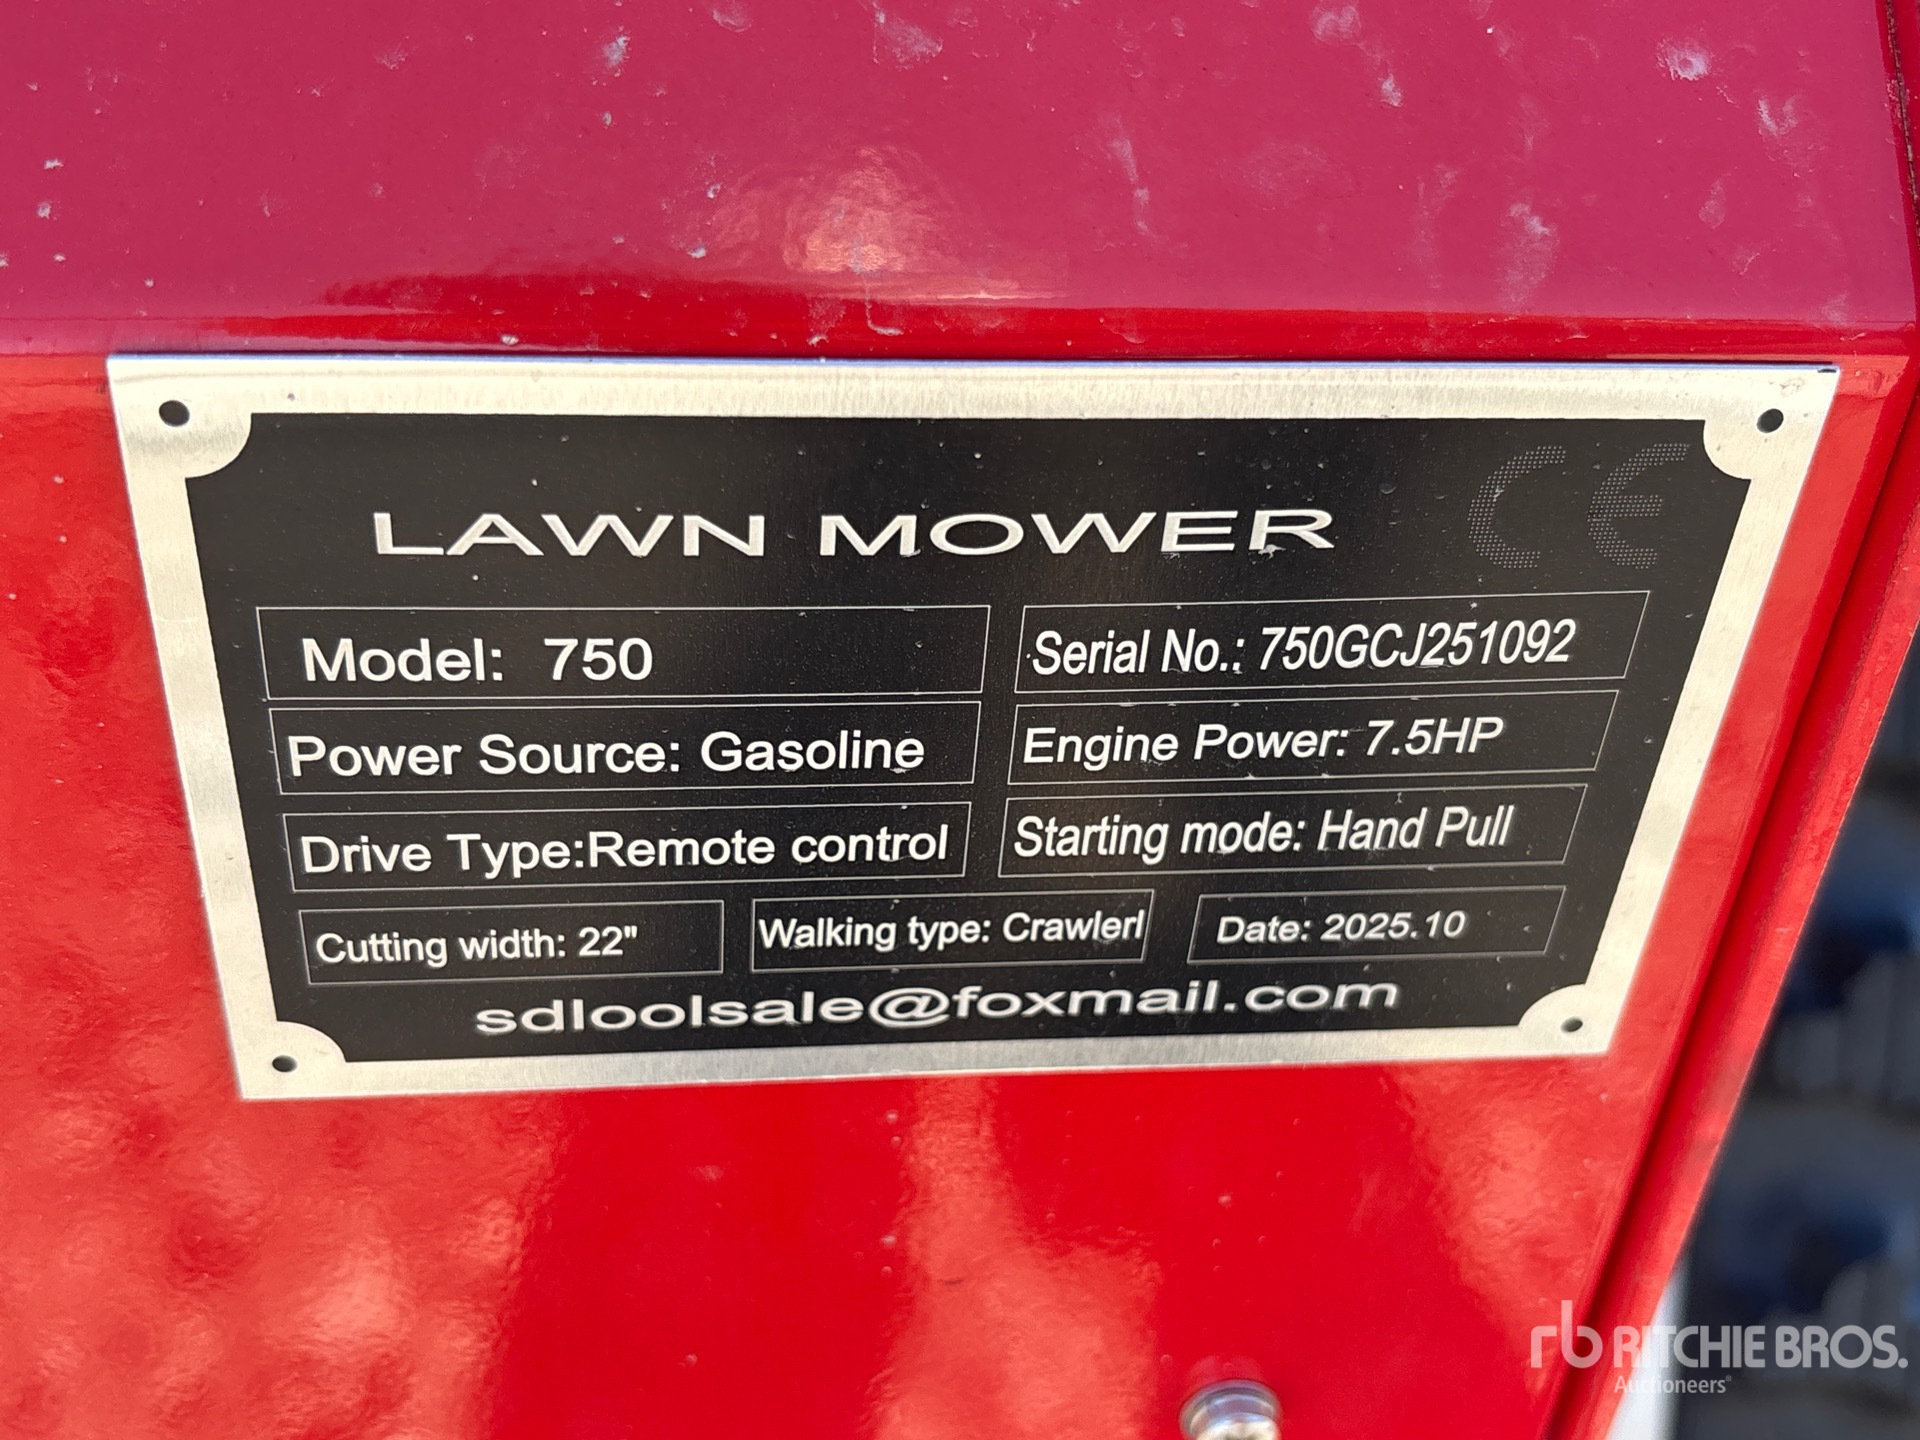 CE
LAWN MOWER
Model: 750
Serial No.: 750GCJ251092
Power Source: Gasoline
Engine Power: 7.5HP
Drive Type:Remote control
Starting mode: Hand Pull
Cutting width: 22"
Walking type: Crawlerl
Date: 2025.10
sdloolsale@foxmail.com
rb RITCHIE BROS.
Auctioneers®